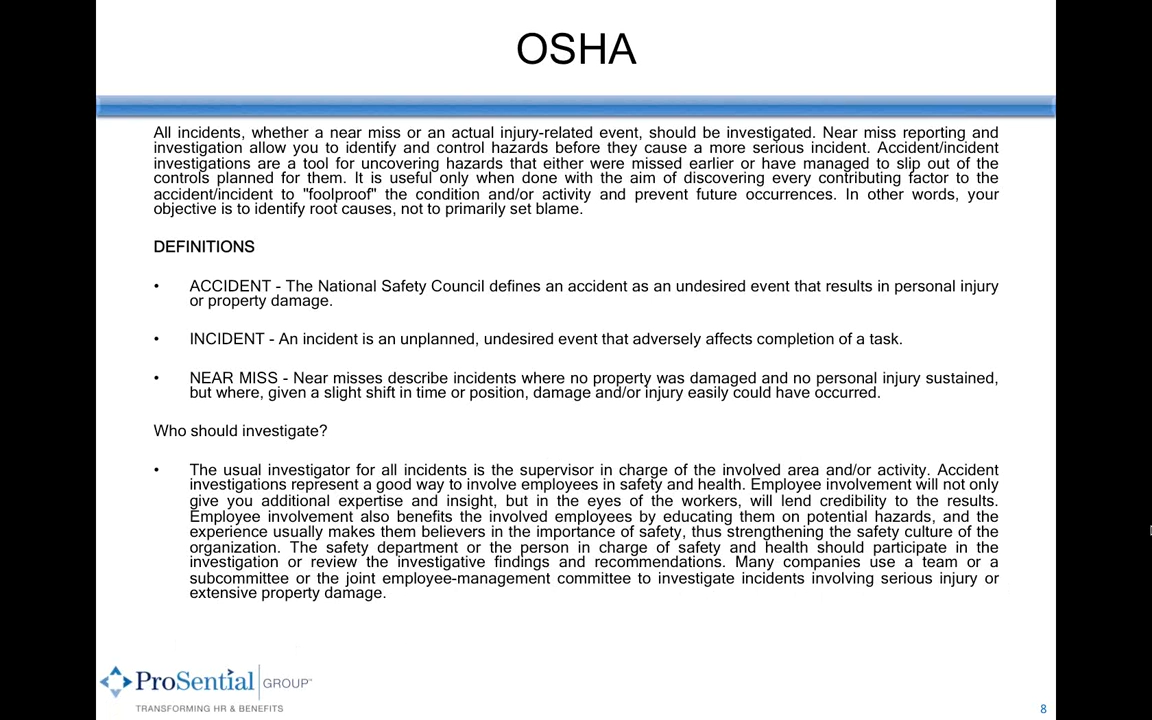 OSHA
All incidents, whether a near miss or an actual injury-related event, should be investigated. Near miss reporting and
investigation allow you to identify and control hazards before they cause a more serious incident. Accident/incident
investigations are a tool for uncovering hazards that either were missed earlier or have managed to slip out of the
controls planned for them. It is useful only when done with the aim of discovering every contributing factor to the
accident/incident to "foolproof" the condition and/or activity and prevent future occurrences. In other words, your
objective is to identify root causes, not to primarily set blame.
DEFINITIONS
• ACCIDENT - The National Safety Council defines an accident as an undesired event that results in personal injury
or property damage.
• INCIDENT - An incident is an unplanned, undesired event that adversely affects completion of a task.
• NEAR MISS - Near misses describe incidents where no property was damaged and no personal injury sustained,
but where, given a slight shift in time or position, damage and/or injury easily could have occurred.
Who should investigate?
• The usual investigator for all incidents is the supervisor in charge of the involved area and/or activity. Accident
investigations represent a good way to involve employees in safety and health. Employee involvement will not only
give you additional expertise and insight, but in the eyes of the workers, will lend credibility to the results.
Employee involvement also benefits the involved employees by educating them on potential hazards, and the
experience usually makes them believers in the importance of safety, thus strengthening the safety culture of the
organization. The safety department or the person in charge of safety and health should participate in the
investigation or review the investigative findings and recommendations. Many companies use a team or a
subcommittee or the joint employee-management committee to investigate incidents involving serious injury or
extensive property damage.
ProSential GROUP
TRANSFORMING HR & BENEFITS
8